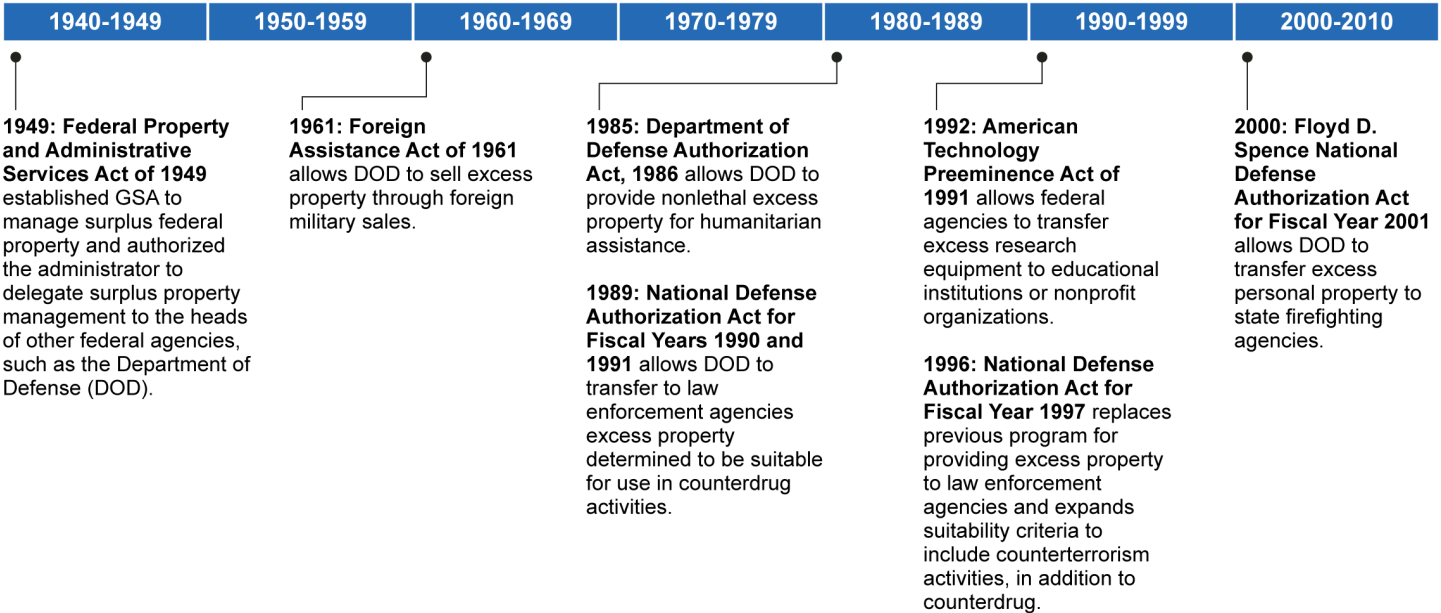 1940-1949
1950-1959
1960-1969
1970-1979
1980-1989
1990-1999
2000-2010
1949: Federal Property
and Administrative
Services Act of 1949
established GSA to
manage surplus federal
property and authorized
the administrator to
delegate surplus property
management to the heads
of other federal agencies,
such as the Department of
Defense (DOD).
1961: Foreign
Assistance Act of 1961
allows DOD to sell excess
property through foreign
military sales.
1985: Department of
Defense Authorization
Act, 1986 allows DOD to
provide nonlethal excess
property for humanitarian
assistance.
1989: National Defense
Authorization Act for
Fiscal Years 1990 and
1991 allows DOD to
transfer to law
enforcement agencies
excess property
determined to be suitable
for use in counterdrug
activities.
1992: American
Technology
Preeminence Act of
1991 allows federal
agencies to transfer
excess research
equipment to educational
institutions or nonprofit
organizations.
1996: National Defense
Authorization Act for
Fiscal Year 1997 replaces
previous program for
providing excess property
to law enforcement
agencies and expands
suitability criteria to
include counterterrorism
activities, in addition to
counterdrug.
2000: Floyd D.
Spence National
Defense
Authorization Act
for Fiscal Year 2001
allows DOD to
transfer excess
personal property to
state firefighting
agencies.